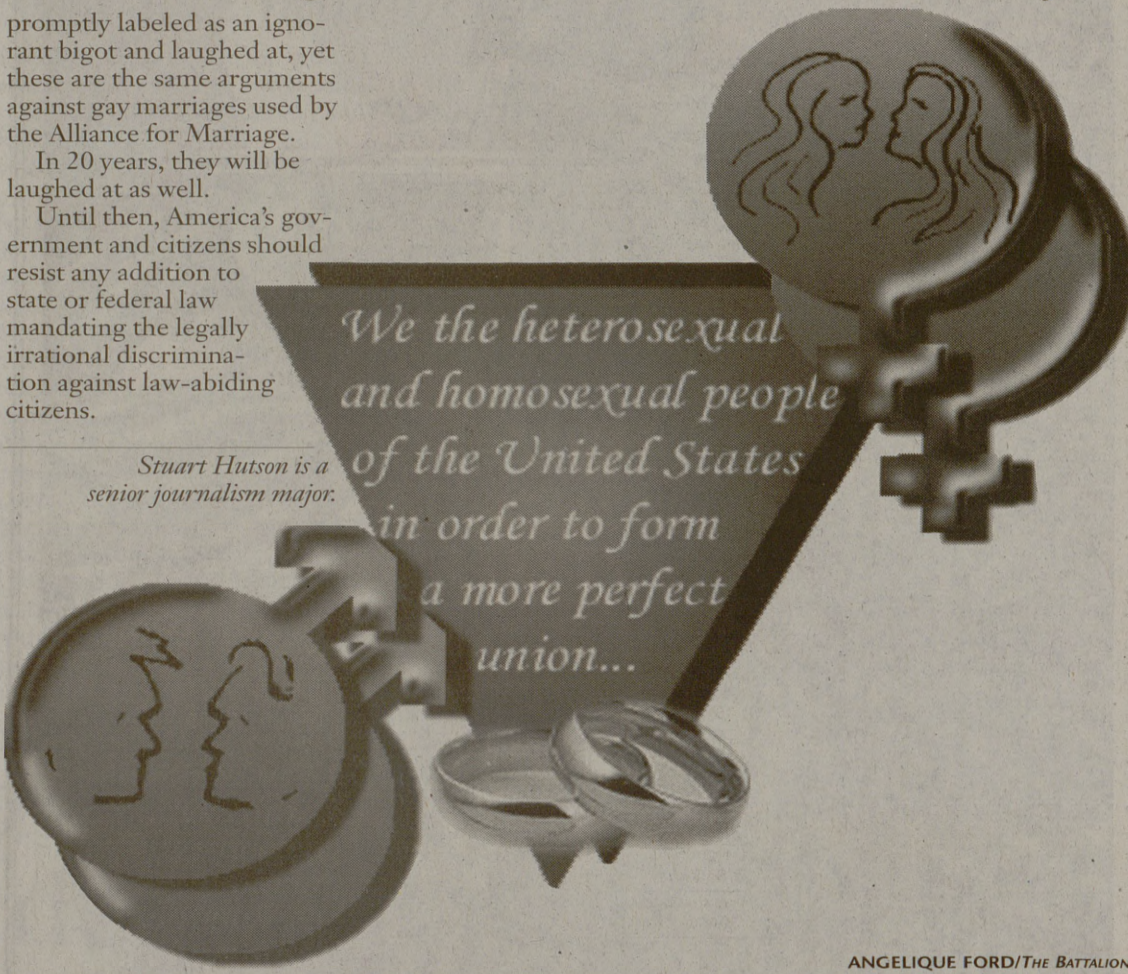 promptly labeled as an igno-
rant bigot and laughed at, yet
these are the same arguments
against gay marriages used by
the Alliance for Marriage.
In 20 years, they will be
laughed at as well.
Until then, America's gov-
ernment and citizens should
resist any addition to
state or federal law
mandating the legally
irrational discrimina-
tion against law-abiding
citizens.
Stuart Hutson is a
senior journalism major.
We the heterosexual
and homosexual people
of the United States
in order to form
a more perfect
union...
ANGELIQUE FORD/THE BATTALION